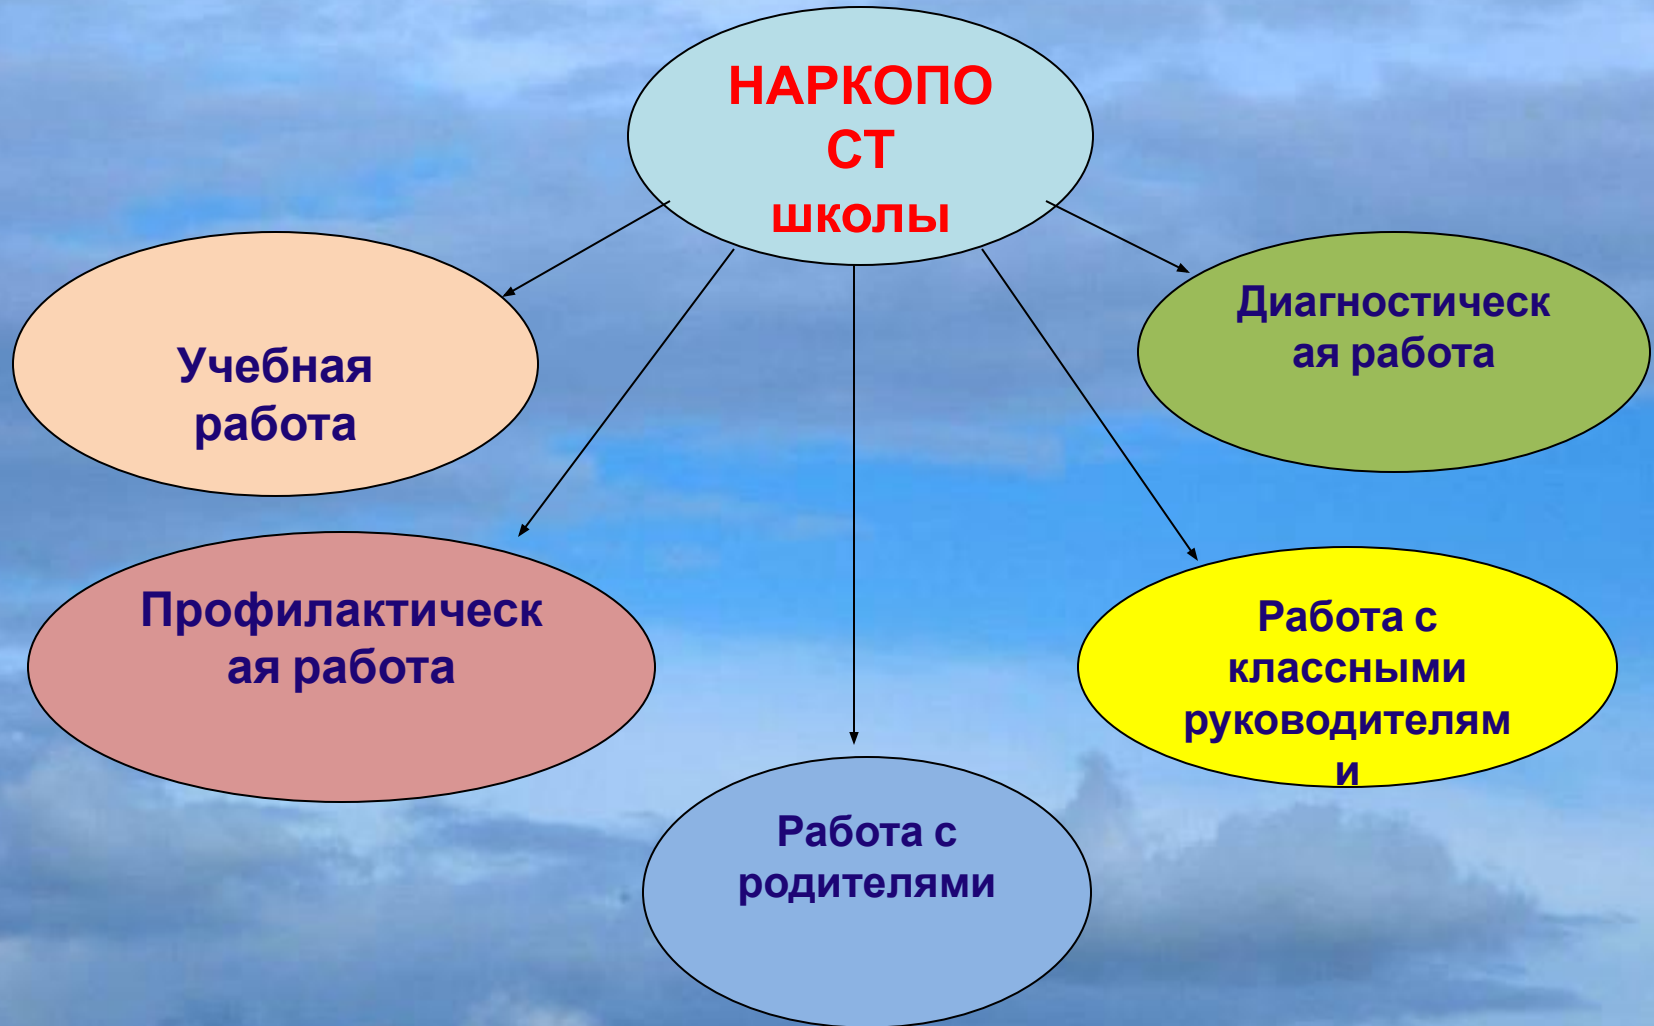 НАРКОПО
СТ
школы
Учебная
работа
Диагностическ
ая работа
Профилактическ
ая работа
Работа с
классными
руководителям
и
Работа с
родителями